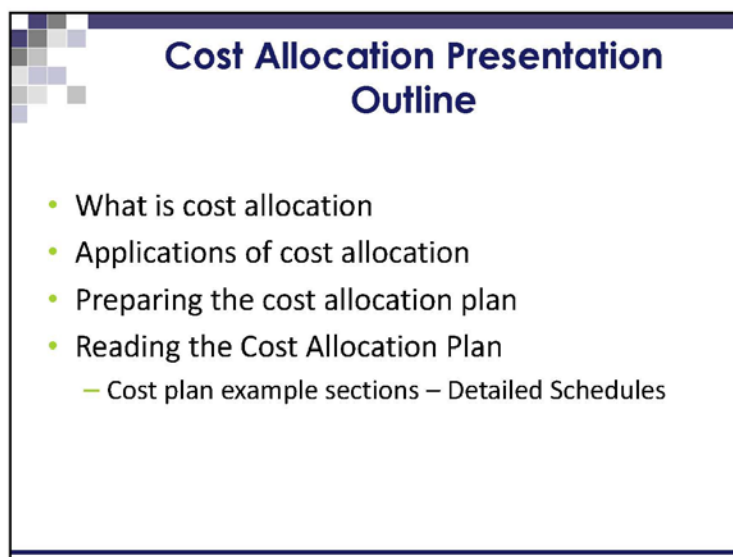 Cost Allocation Presentation
Outline
• What is cost allocation
• Applications of cost allocation
• Preparing the cost allocation plan
• Reading the Cost Allocation Plan
– Cost plan example sections – Detailed Schedules